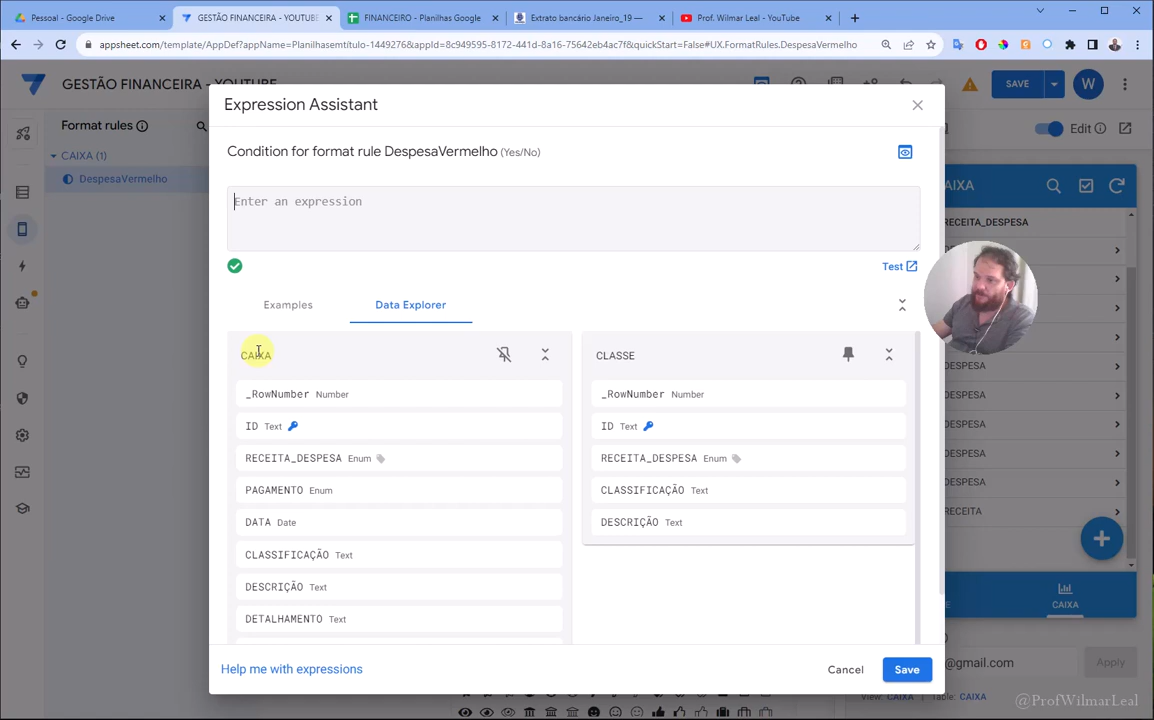 Pessoal – Google Drive
GESTÃO FINANCEIRA - YOUTUBE
FINANCEIRO - Planilhas Google
Extrato bancário Janeiro_19 —
Prof. Wilmar Leal - YouTube
appsheet.com/template/AppDef?appName=Planilhasemtítulo-1449276&appId=8c949595-8172-441d-8a16-75642eb4ac7f&quickStart=False#UX.FormatRules.DespesaVermelho
GESTÃO FINANCEIRA - YOUTUBE
SAVE
W
Format rules
Edit
CAIXA (1)
DespesaVermelho
Expression Assistant
Condition for format rule DespesaVermelho (Yes/No)
Enter an expression
Test
Examples
Data Explorer
CAIXA
_RowNumber Number
ID Text
RECEITA_DESPESA Enum
PAGAMENTO Enum
DATA Date
CLASSIFICAÇÃO Text
DESCRIÇÃO Text
DETALHAMENTO Text
CLASSE
_RowNumber Number
ID Text
RECEITA_DESPESA Enum
CLASSIFICAÇÃO Text
DESCRIÇÃO Text
Help me with expressions
Cancel
Save
AIXA
RECEITA_DESPESA
DESPESA
DESPESA
DESPESA
DESPESA
DESPESA
RECEITA
CAIXA
@gmail.com
Apply
View: CAIXA Table: CAIXA
@ProfWilmarLeal